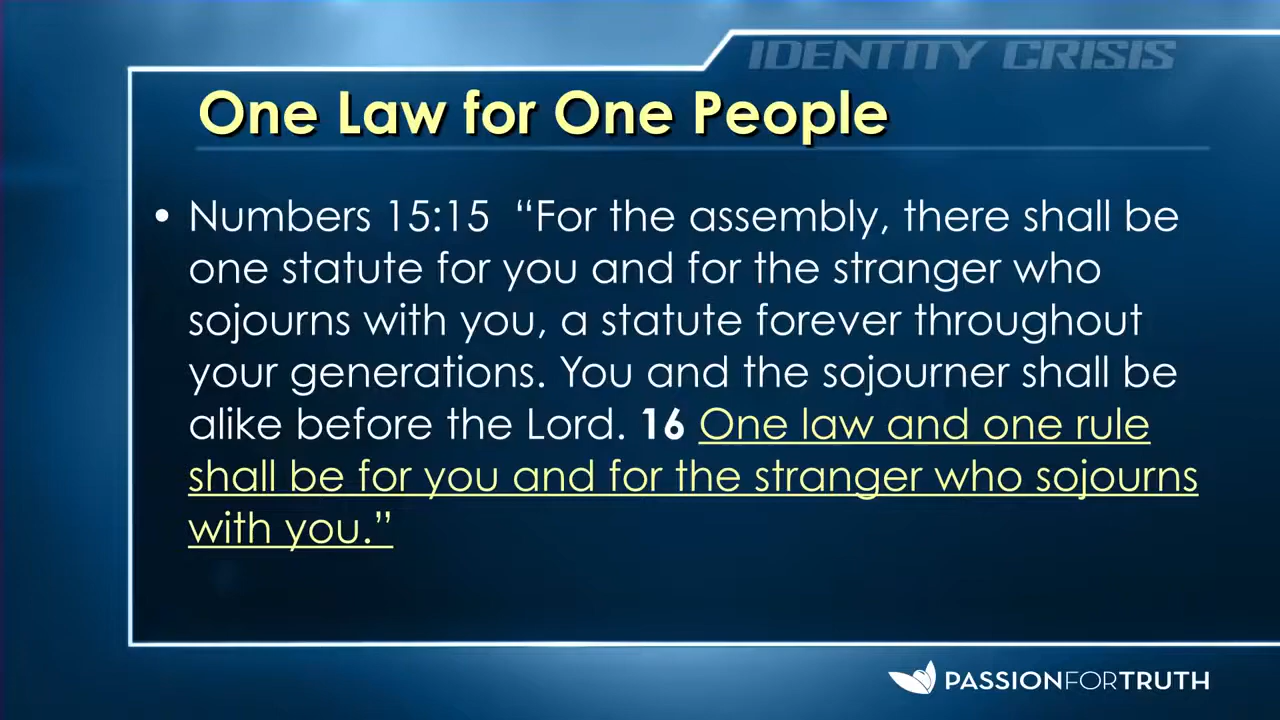 IDENTITY CRISIS
One Law for One People
• Numbers 15:15 “For the assembly, there shall be
one statute for you and for the stranger who
sojourns with you, a statute forever throughout
your generations. You and the sojourner shall be
alike before the Lord. 16 One law and one rule
shall be for you and for the stranger who sojourns
with you.”
PASSIONFORTRUTH